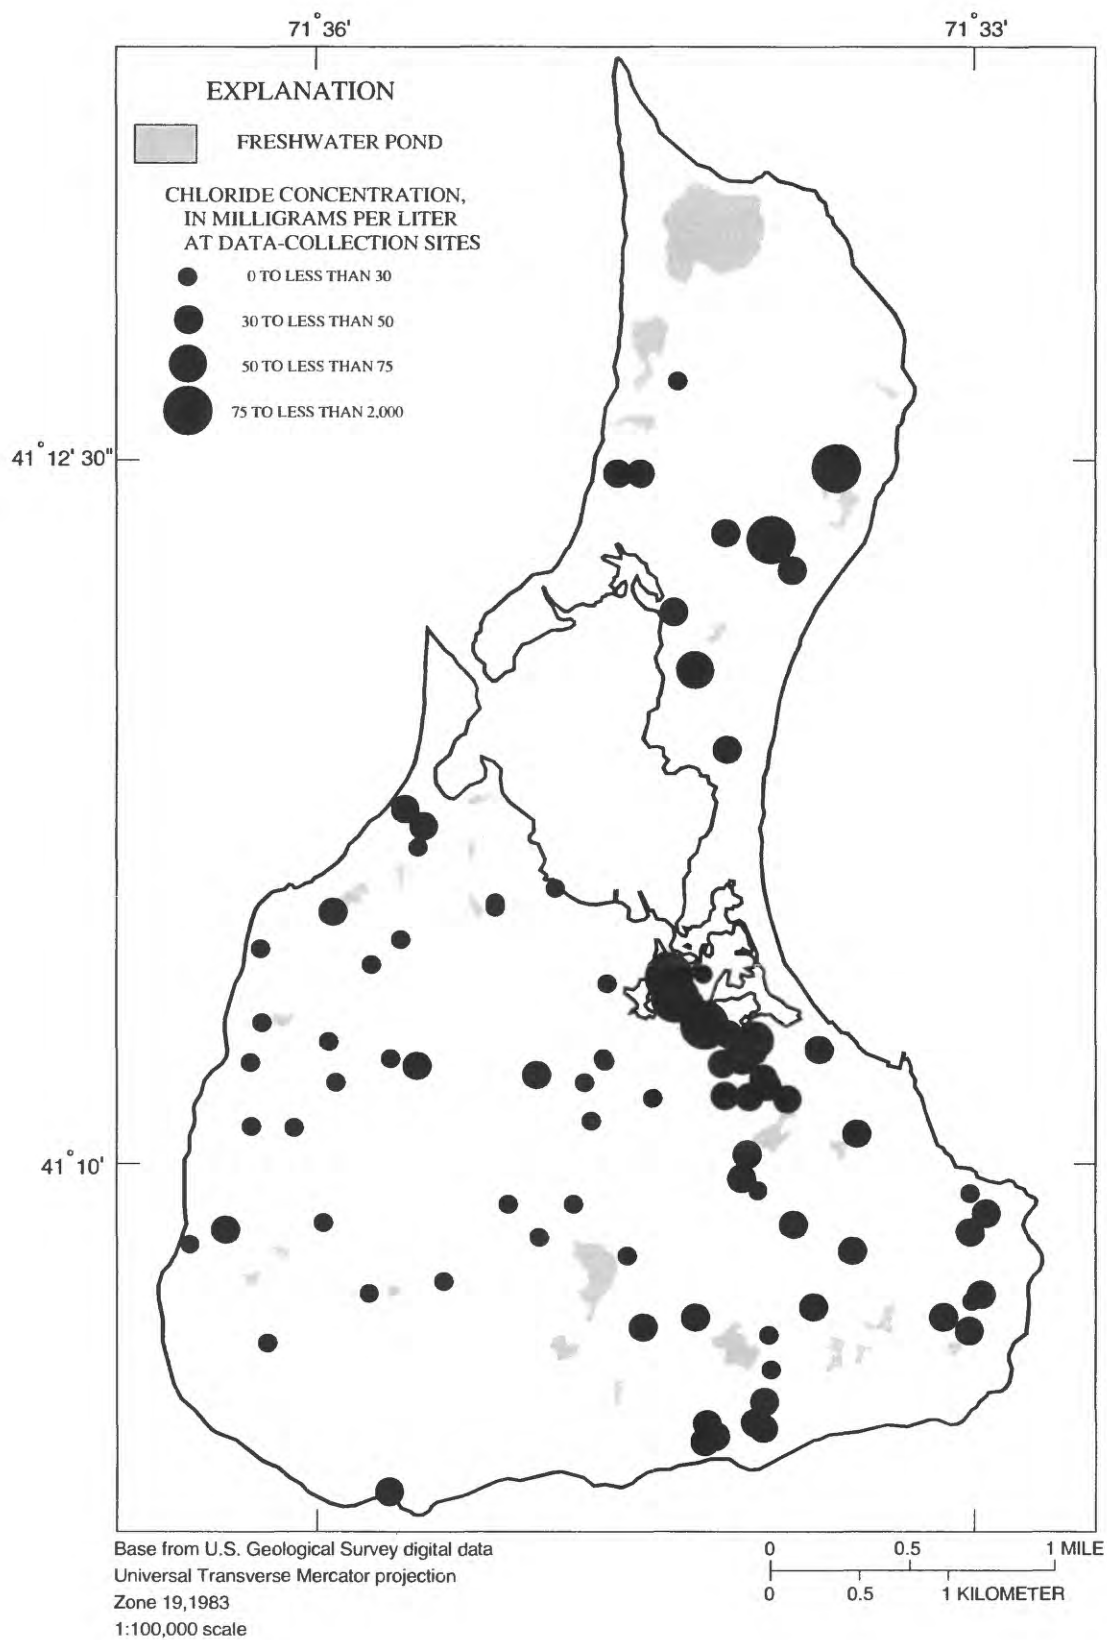 71° 36'
71° 33'
EXPLANATION
FRESHWATER POND
CHLORIDE CONCENTRATION,
IN MILLIGRAMS PER LITER
AT DATA-COLLECTION SITES
0 TO LESS THAN 30
30 TO LESS THAN 50
50 TO LESS THAN 75
75 TO LESS THAN 2,000
41° 12' 30"
41° 10'
Base from U.S. Geological Survey digital data
Universal Transverse Mercator projection
Zone 19,1983
1:100,000 scale
0 0.5 1 MILE
0 0.5 1 KILOMETER